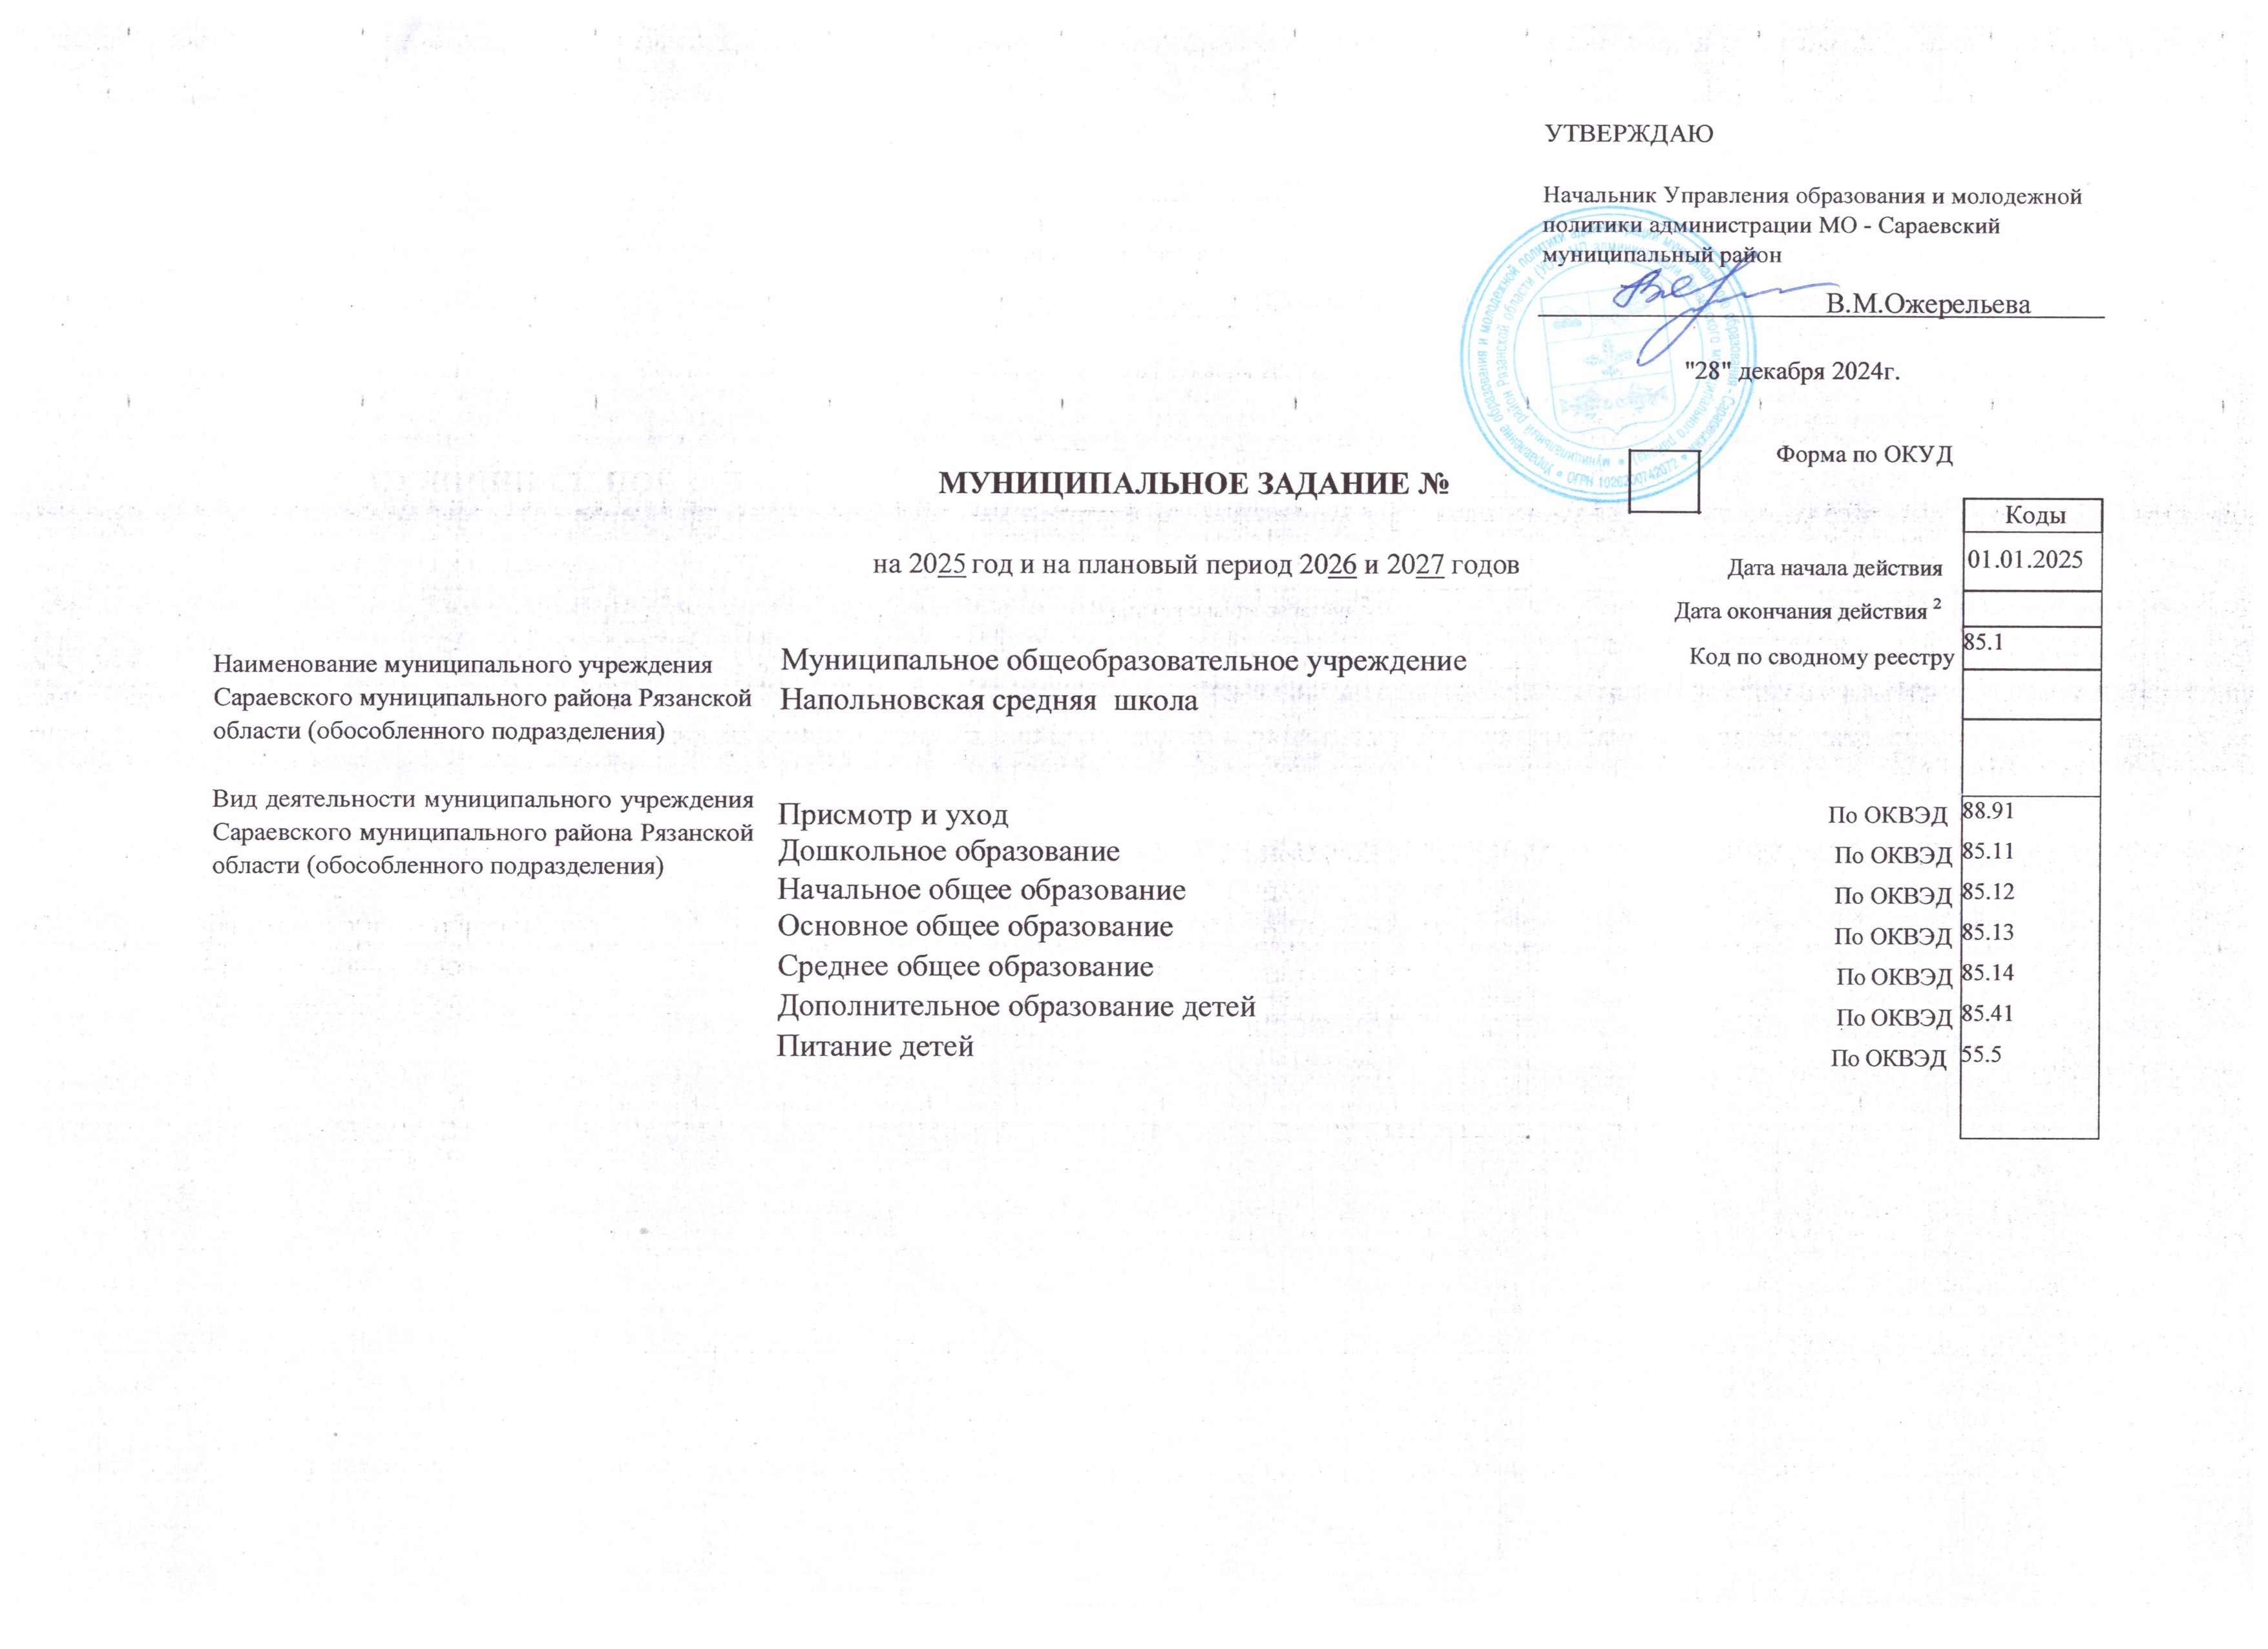 УТВЕРЖДАЮ
Начальник Управления образования и молодежной
политики администрации МО - Сараевский
муниципальный район
В.М.Ожерельева
"28" декабря 2024г.
Форма по ОКУД
МУНИЦИПАЛЬНОЕ ЗАДАНИЕ №
Коды
на 2025 год и на плановый период 2026 и 2027 годов
Дата начала действия 01.01.2025
Дата окончания действия 2
Код по сводному реестру 85.1
Наименование муниципального учреждения
Сараевского муниципального района Рязанской
области (обособленного подразделения)
Муниципальное общеобразовательное учреждение
Напольновская средняя школа
Вид деятельности муниципального учреждения
Сараевского муниципального района Рязанской
области (обособленного подразделения)
Присмотр и уход По ОКВЭД 88.91
Дошкольное образование По ОКВЭД 85.11
Начальное общее образование По ОКВЭД 85.12
Основное общее образование По ОКВЭД 85.13
Среднее общее образование По ОКВЭД 85.14
Дополнительное образование детей По ОКВЭД 85.41
Питание детей По ОКВЭД 55.5